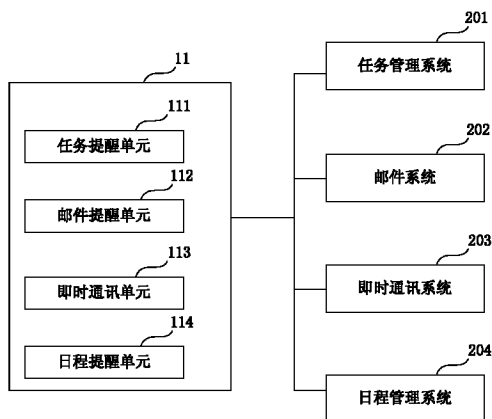 11
111
任务提醒单元
112
邮件提醒单元
113
即时通讯单元
114
日程提醒单元
201
任务管理系统
202
邮件系统
203
即时通讯系统
204
日程管理系统